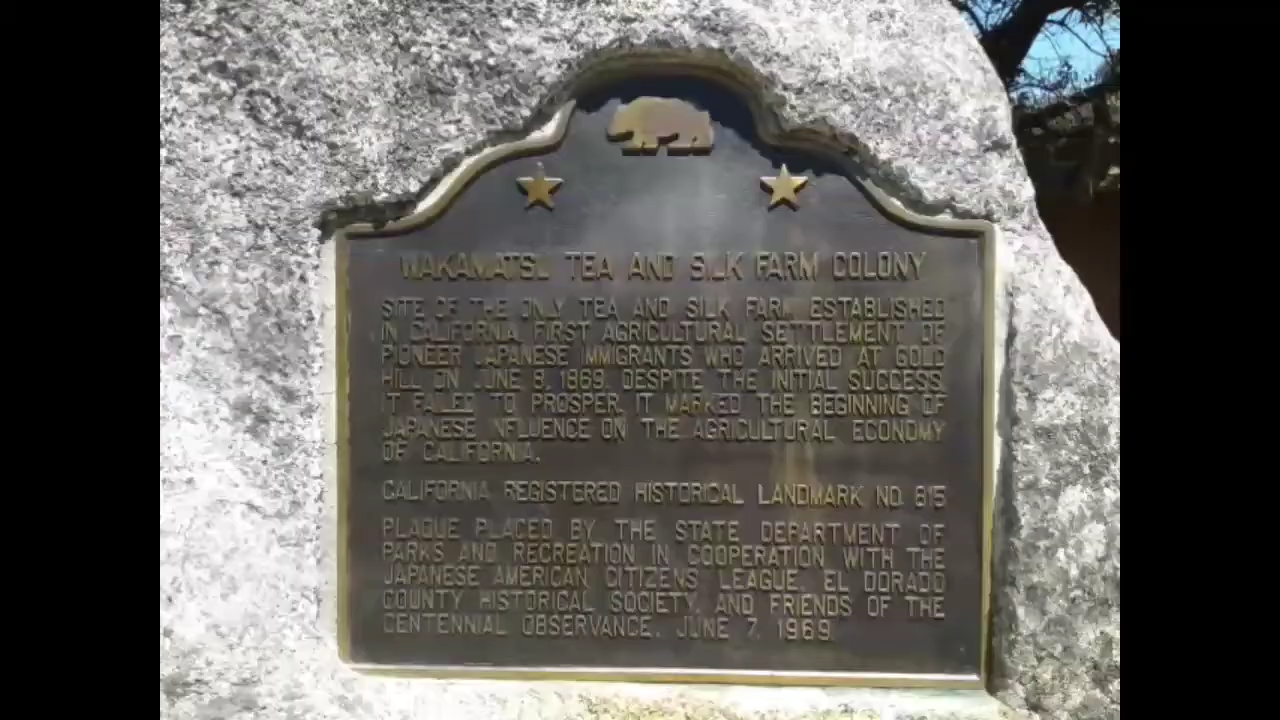 WAKAMATSU TEA AND SILK FARM COLONY
SITE OF THE ONLY TEA AND SILK FARM ESTABLISHED
IN CALIFORNIA. FIRST AGRICULTURAL SETTLEMENT OF
PIONEER JAPANESE IMMIGRANTS WHO ARRIVED AT GOLD
HILL ON JUNE 8, 1869. DESPITE THE INITIAL SUCCESS,
IT FAILED TO PROSPER. IT MARKED THE BEGINNING OF
JAPANESE INFLUENCE ON THE AGRICULTURAL ECONOMY
OF CALIFORNIA.
CALIFORNIA REGISTERED HISTORICAL LANDMARK NO. 815
PLAQUE PLACED BY THE STATE DEPARTMENT OF
PARKS AND RECREATION IN COOPERATION WITH THE
JAPANESE AMERICAN CITIZENS LEAGUE, EL DORADO
COUNTY HISTORICAL SOCIETY, AND FRIENDS OF THE
CENTENNIAL OBSERVANCE, JUNE 7, 1969.